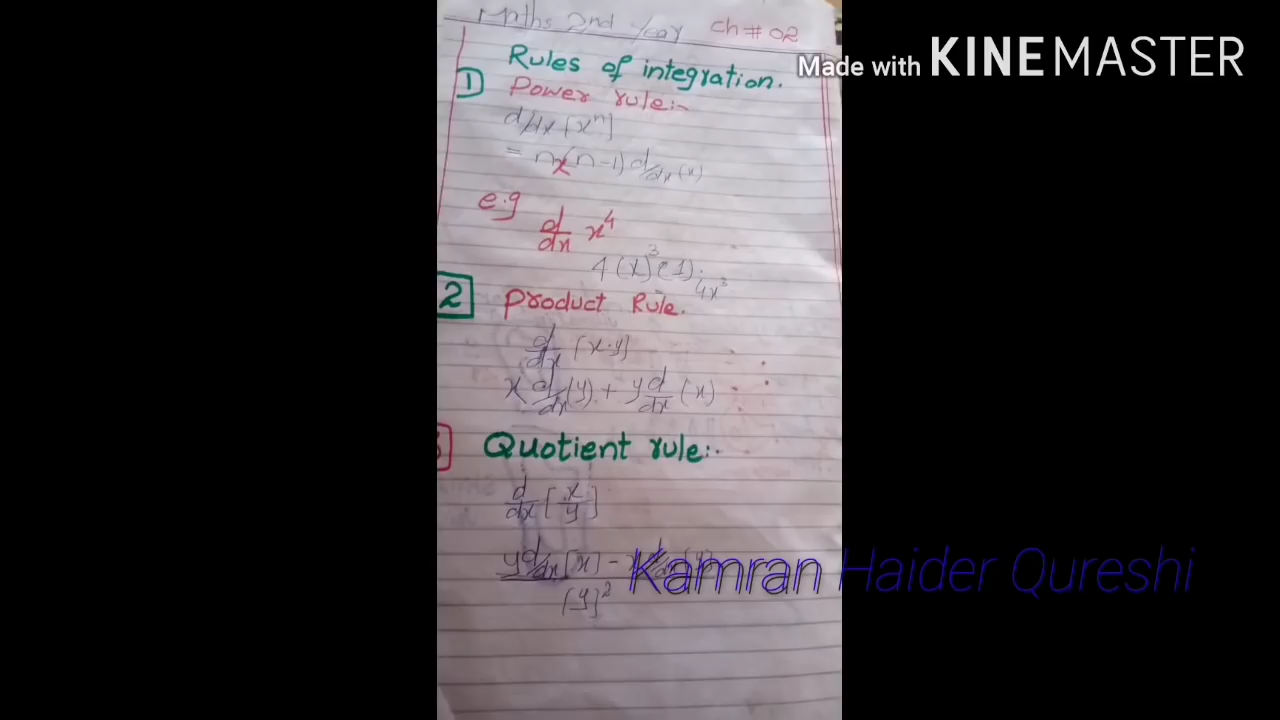 Maths 2nd Year Ch # 02
Made with KINEMASTER
Rules of integration.
1) Power rule:-
d/dx [x^n]
= nx(n-1) d/dx (x)
e.g d/dx x^4
4(x)^3(1); 4x^3
2 Product Rule.
d/dx [x.y]
x d/dx (y) + y d/dx (x)
Quotient rule:-
d/dx [x/y]
y d/dx [x] - x d/dx [y]
[y]^2
Kamran Haider Qureshi